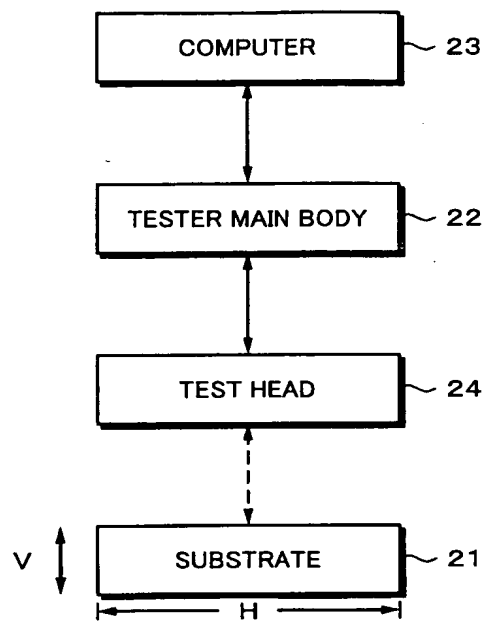 COMPUTER 23
TESTER MAIN BODY 22
TEST HEAD 24
V SUBSTRATE 21
H